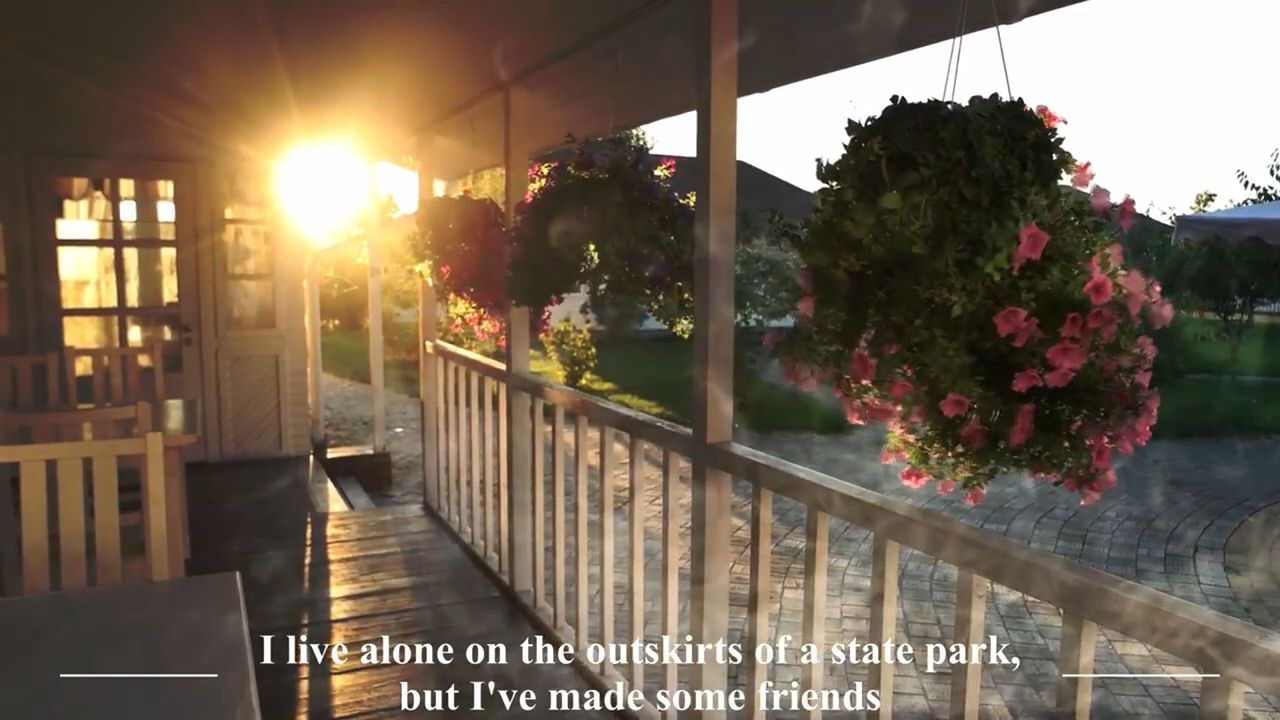 I live alone on the outskirts of a state park,
but I've made some friends